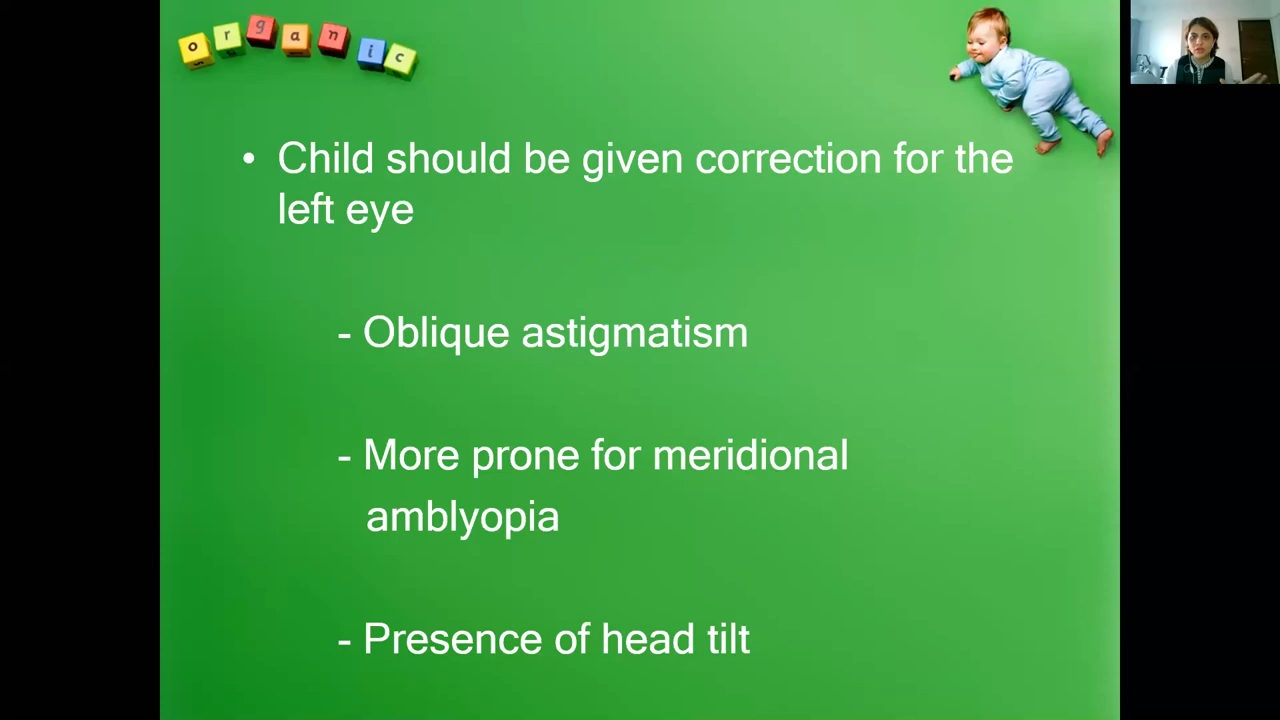 organic
• Child should be given correction for the
left eye
- Oblique astigmatism
- More prone for meridional
amblyopia
- Presence of head tilt